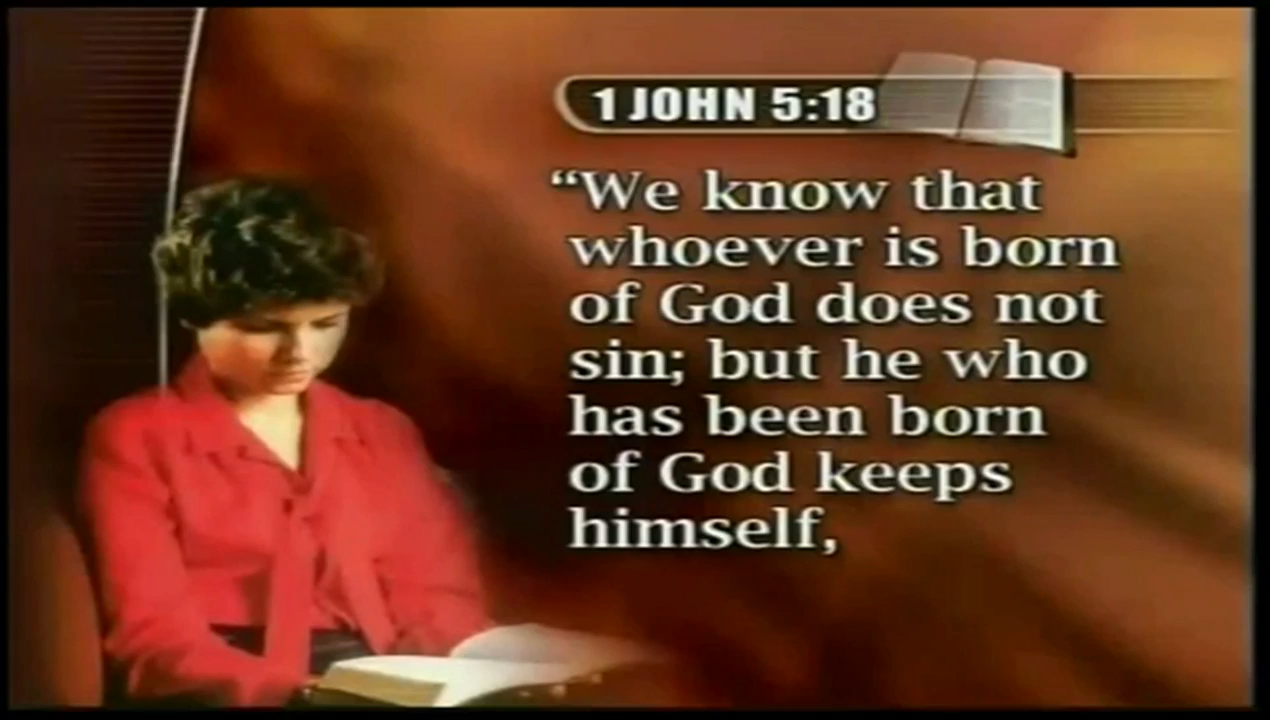 1 JOHN 5:18
“We know that
whoever is born
of God does not
sin; but he who
has been born
of God keeps
himself,